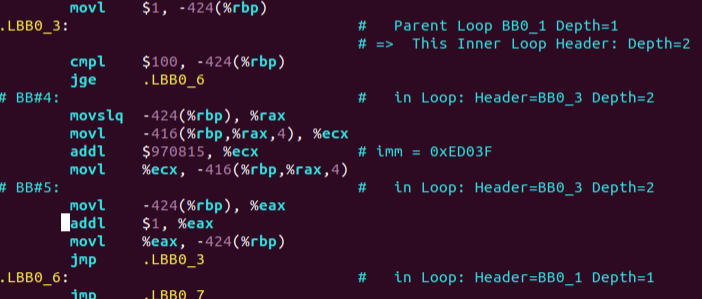 movl $1, -424(%rbp)
.LBB0_3: # Parent Loop BB0_1 Depth=1
# => This Inner Loop Header: Depth=2
cmpl $100, -424(%rbp)
jge .LBB0_6
# BB#4: # in Loop: Header=BB0_3 Depth=2
movslq -424(%rbp), %rax
movl -416(%rbp,%rax,4), %ecx
addl $970815, %ecx # imm = 0xED03F
movl %ecx, -416(%rbp,%rax,4)
# BB#5: # in Loop: Header=BB0_3 Depth=2
movl -424(%rbp), %eax
addl $1, %eax
movl %eax, -424(%rbp)
jmp .LBB0_3
.LBB0_6: # in Loop: Header=BB0_1 Depth=1
jmp .LBB0_7